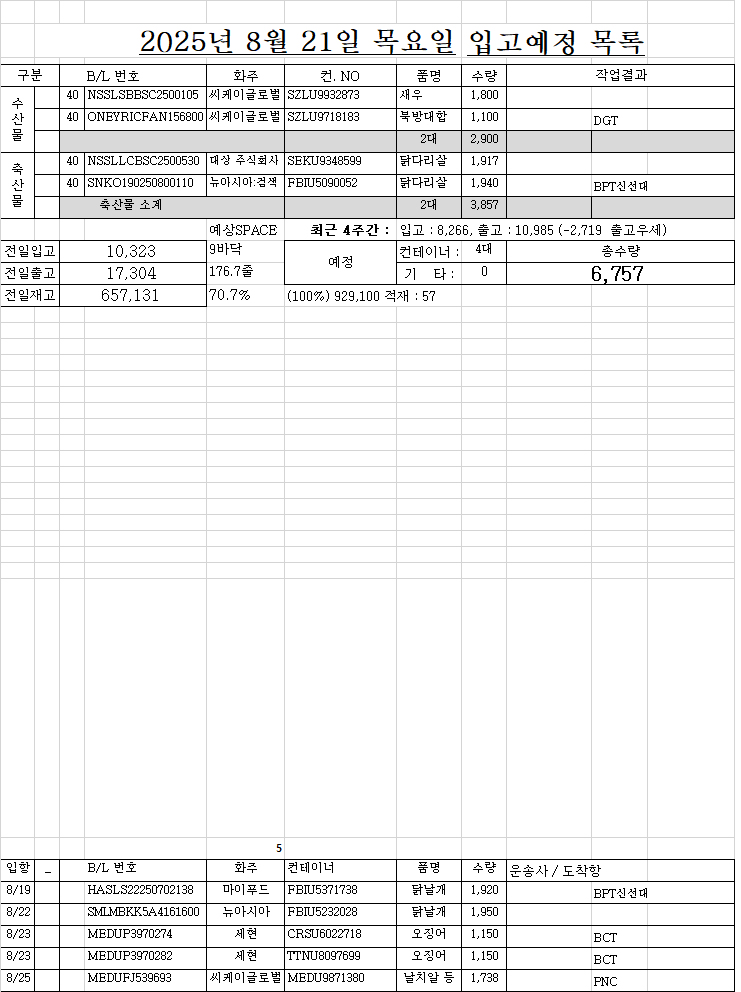 2025년 8월 21일 목요일 입고예정 목록
구분 B/L 번호 화주 컨. NO 품명 수량 작업결과
수산물
40 NSSLSBBSC2500105 씨케이글로벌 SZLU9932873 새우 1,800
40 ONEYRICFAN156800 씨케이글로벌 SZLU9718183 북방대합 1,100 DGT
2대 2,900
축산물
40 NSSLLCBSC2500530 대상 주식회사 SEKU9348599 닭다리살 1,917
40 SNKO190250800110 뉴아시아:검색 FBIU5090052 닭다리살 1,940 BPT신선대
축산물 소계 2대 3,857
예상SPACE 최근 4주간 : 입고 : 8,266, 출고 : 10,985 (-2,719 출고우세)
전일입고 10,323 9바닥 예정 컨테이너 : 4대 총수량
전일출고 17,304 176.7줄 기 타 : 0 6,757
전일재고 657,131 70.7% (100%) 929,100 적재 : 57
5
입항 _ B/L 번호 화주 컨테이너 품명 수량 운송사 / 도착항
8/19 HASLS22250702138 마이푸드 FBIU5371738 닭날개 1,920 BPT신선대
8/22 SMLMBKK5A4161600 뉴아시아 FBIU5232028 닭날개 1,950
8/23 MEDUP3970274 세현 CRSU6022718 오징어 1,150 BCT
8/23 MEDUP3970282 세현 TTNU8097699 오징어 1,150 BCT
8/25 MEDUFJ539693 씨케이글로벌 MEDU9871380 날치알 등 1,738 PNC